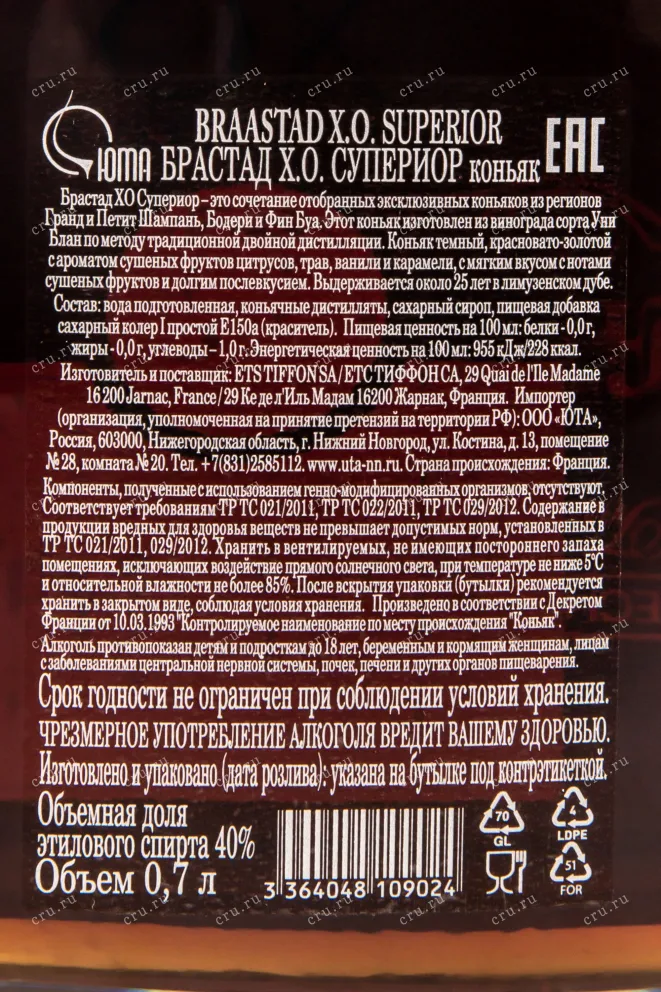 BRAASTAD X.O. SUPERIOR
ЮТА БРАСТАД Х.О. СУПЕРИОР КОНЬЯК EAC
Брастад ХО Супериор – это сочетание отобранных эксклюзивных коньяков из регионов
Гранд и Петит Шампань, Бодери и Фин Буа. Этот коньяк изготовлен из винограда сорта Уни
Блан по методу традиционной двойной дистилляции. Коньяк темный, красновато-золотой
с ароматом сушеных фруктов цитрусов, трав, ванили и карамели, с мягким вкусом с нотами
сушеных фруктов и долгим послевкусием. Выдерживается около 25 лет в лимузенском дубе.
Состав: вода подготовленная, коньячные дистилляты, сахарный сироп, пищевая добавка
сахарный колер I простой Е150а (краситель). Пищевая ценность на 100 мл: белки - 0,0 г,
жиры - 0,0 г, углеводы – 1,0 г. Энергетическая ценность на 100 мл: 955 кДж/228 ккал.
Изготовитель и поставщик: ETS TIFFON SA / ЕТС ТИФФОН СА, 29 Quai de l'Ile Madame
16 200 Jarnac, France / 29 Ке де л'Иль Мадам 16200 Жарнак, Франция. Импортер
(организация, уполномоченная на принятие претензий на территории РФ): ООО «ЮТА»,
Россия, 603000, Нижегородская область, г. Нижний Новгород, ул. Костина, д. 13, помещение
№ 28, комната № 20. Тел. +7(831)2585112. www.uta-nn.ru. Страна происхождения: Франция.
Компоненты, полученные с использованием генно-модифицированных организмов, отсутствуют.
Соответствует требованиям ТР ТС 021/2011, ТР ТС 022/2011, ТР ТС 029/2012. Содержание в
продукции вредных для здоровья веществ не превышает допустимых норм, установленных в
ТР ТС 021/2011, 029/2012. Хранить в вентилируемых, не имеющих постороннего запаха
помещениях, исключающих воздействие прямого солнечного света, при температуре не ниже 5°С
и относительной влажности не более 85%. После вскрытия упаковки (бутылки) рекомендуется
хранить в закрытом виде, соблюдая условия хранения. Произведено в соответствии с Декретом
Франции от 10.03.1993 "Контролируемое наименование по месту происхождения "Коньяк".
Алкоголь противопоказан детям и подросткам до 18 лет, беременным и кормящим женщинам, лицам
с заболеваниями центральной нервной системы, почек, печени и других органов пищеварения.
Срок годности не ограничен при соблюдении условий хранения.
ЧРЕЗМЕРНОЕ УПОТРЕБЛЕНИЕ АЛКОГОЛЯ ВРЕДИТ ВАШЕМУ ЗДОРОВЬЮ.
Изготовлено и упаковано (дата розлива): указана на бутылке под контрэтикеткой.
Объемная доля
этилового спирта 40%
Объем 0,7 л
3 364048 109024
70
GL
4
LDPE
51
FOR
cru.ru